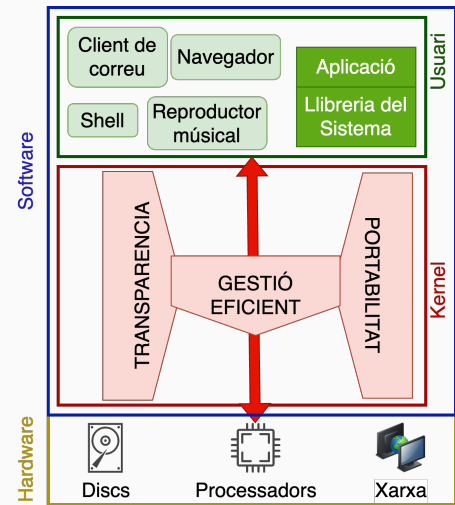 Client de
correu
Navegador
Shell
Reproductor
músical
Aplicació
Llibreria del
Sistema
Usuari
Software
TRANSPARENCIA
GESTIÓ
EFICIENT
PORTABILITAT
Kernel
Hardware
Discs
Processadors
Xarxa